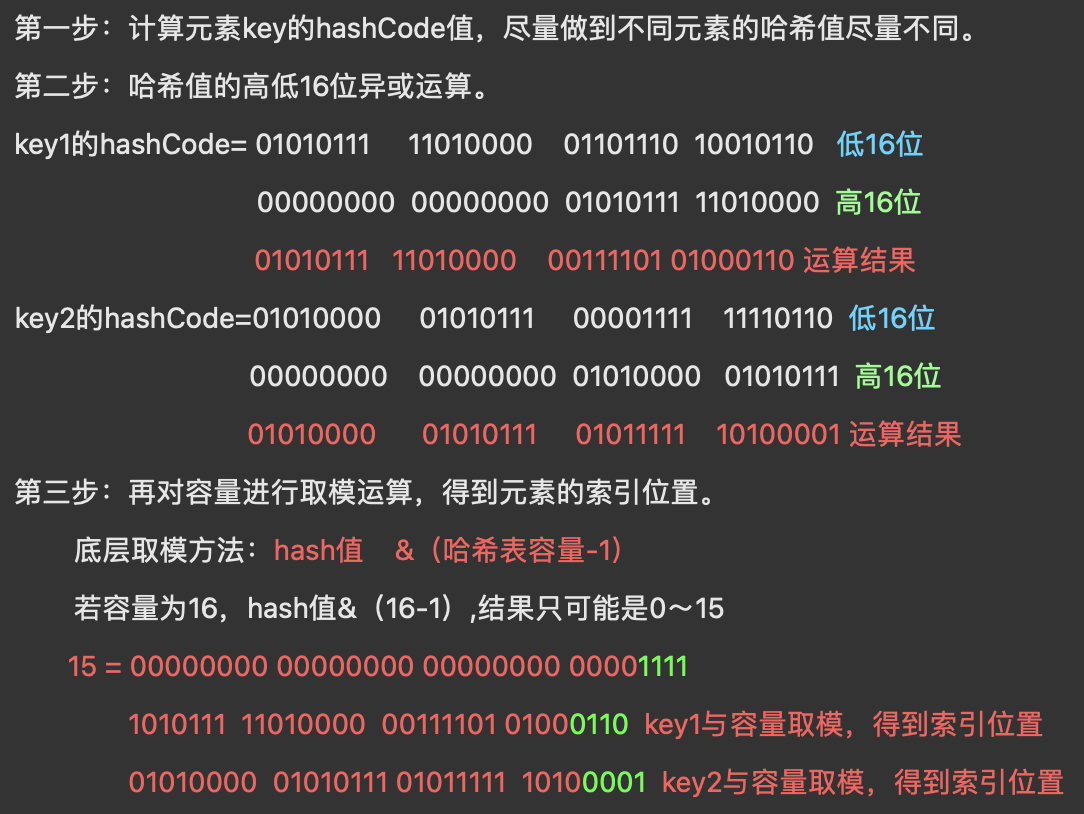 第一步：计算元素key的hashCode值，尽量做到不同元素的哈希值尽量不同。
第二步：哈希值的高低16位异或运算。
key1的hashCode= 01010111 11010000 01101110 10010110 低16位
00000000 00000000 01010111 11010000 高16位
01010111 11010000 00111101 01000110 运算结果
key2的hashCode=01010000 01010111 00001111 11110110 低16位
00000000 00000000 01010000 01010111 高16位
01010000 01010111 01011111 10100001 运算结果
第三步：再对容量进行取模运算，得到元素的索引位置。
底层取模方法：hash值 &（哈希表容量-1）
若容量为16，hash值&（16-1）,结果只可能是0～15
15 = 00000000 00000000 00000000 00001111
1010111 11010000 00111101 01000110 key1与容量取模，得到索引位置
01010000 01010111 01011111 10100001 key2与容量取模，得到索引位置